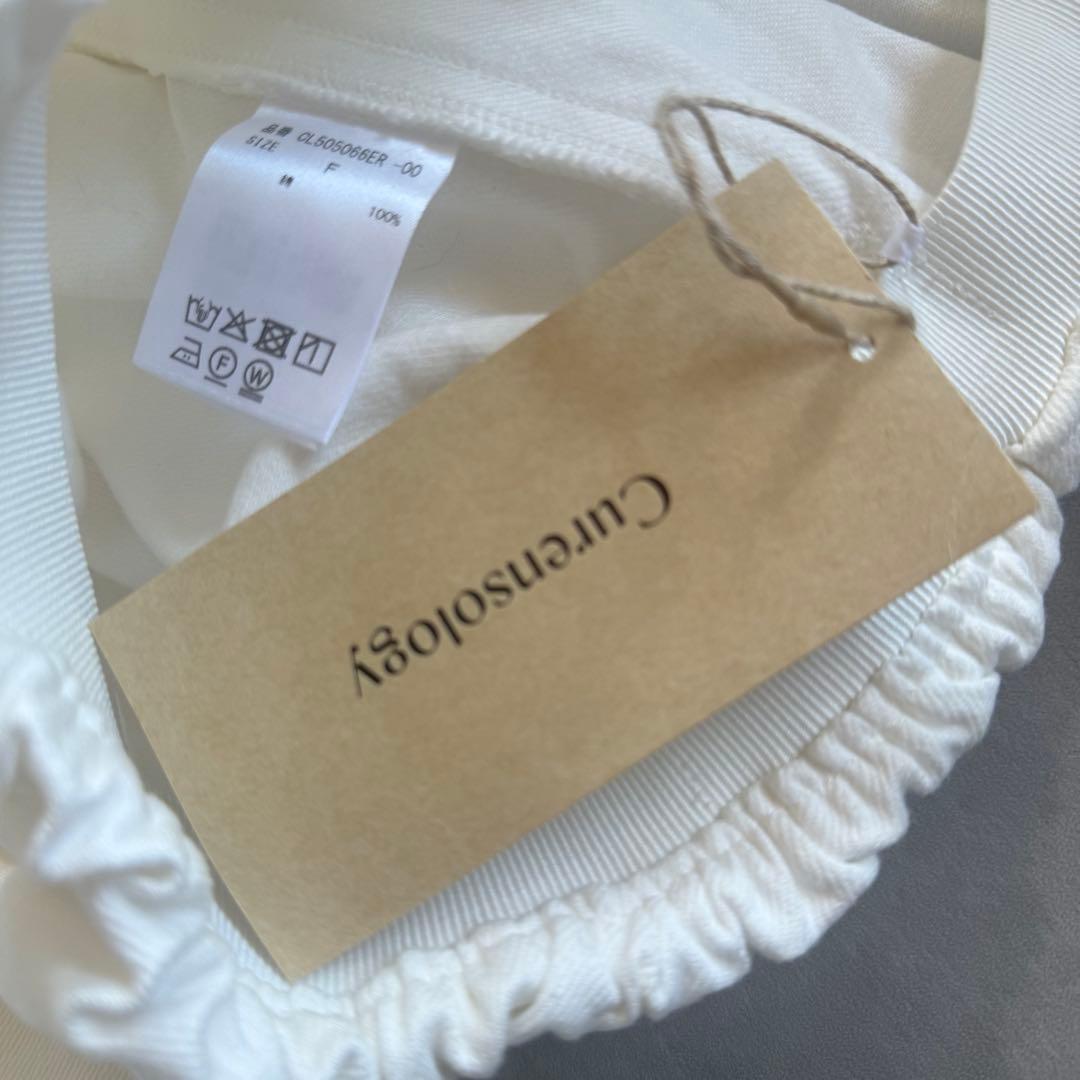 品番 CL505066ER -00
SIZE F
綿 100%
F W
Curensology